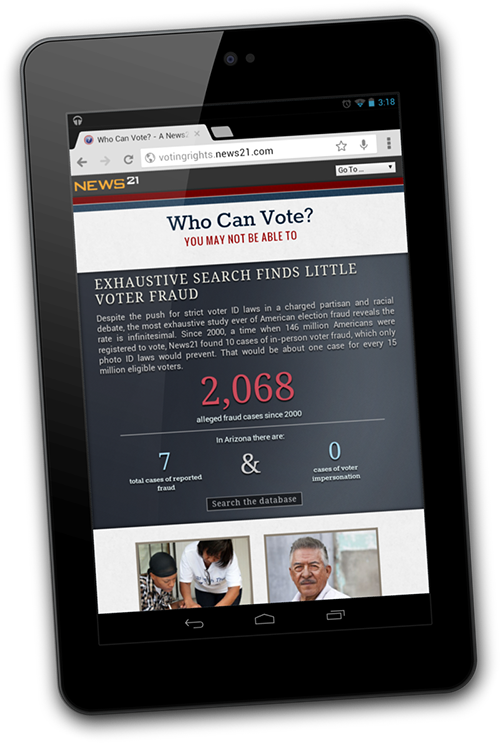 3:18
Who Can Vote? - A News2
votingrights.news21.com
NEWS21
Go To ...
Who Can Vote?
YOU MAY NOT BE ABLE TO
EXHAUSTIVE SEARCH FINDS LITTLE
VOTER FRAUD
Despite the push for strict voter ID laws in a charged partisan and racial
debate, the most exhaustive study ever of American election fraud reveals the
rate is infinitesimal. Since 2000, a time when 146 million Americans were
registered to vote, News21 found 10 cases of in-person voter fraud, which only
photo ID laws would prevent. That would be about one case for every 15
million eligible voters.
2,068
alleged fraud cases since 2000
In Arizona there are:
7 & 0
total cases of reported
fraud
cases of voter
impersonation
Search the database